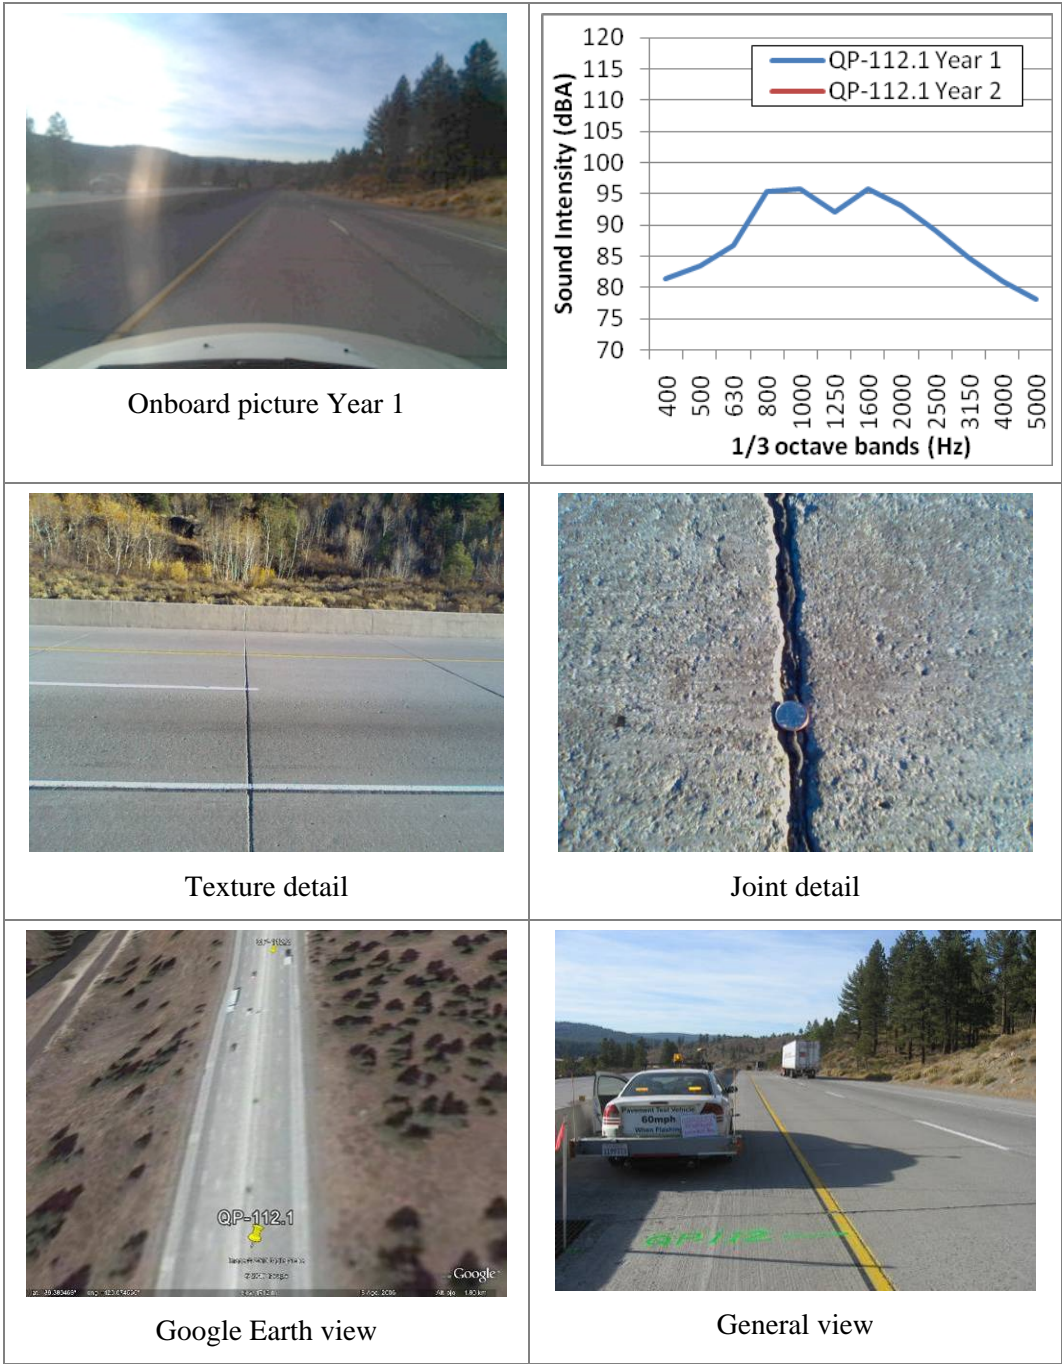 120
115
110
105
100
95
90
85
80
75
70
Sound Intensity (dBA)
QP-112.1 Year 1
QP-112.1 Year 2
400
500
630
800
1000
1250
1600
2000
2500
3150
4000
5000
1/3 octave bands (Hz)
Onboard picture Year 1
Texture detail
Joint detail
QP-112.1
Google
Google Earth view
Pavement Test Vehicle
60mph
When Flashing
General view